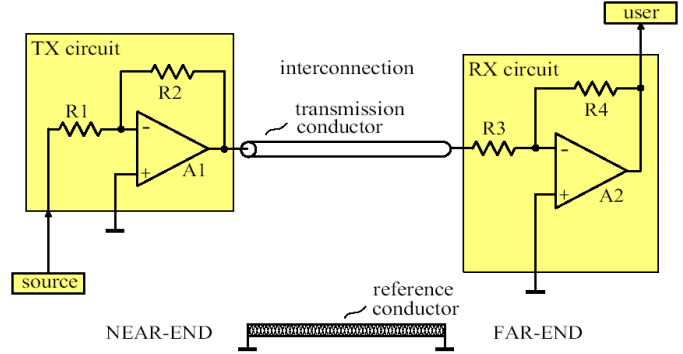 user
TX circuit
RX circuit
interconnection
R2
R4
R1
transmission
conductor
R3
-
+
A1
-
+
A2
source
reference
conductor
NEAR-END
FAR-END